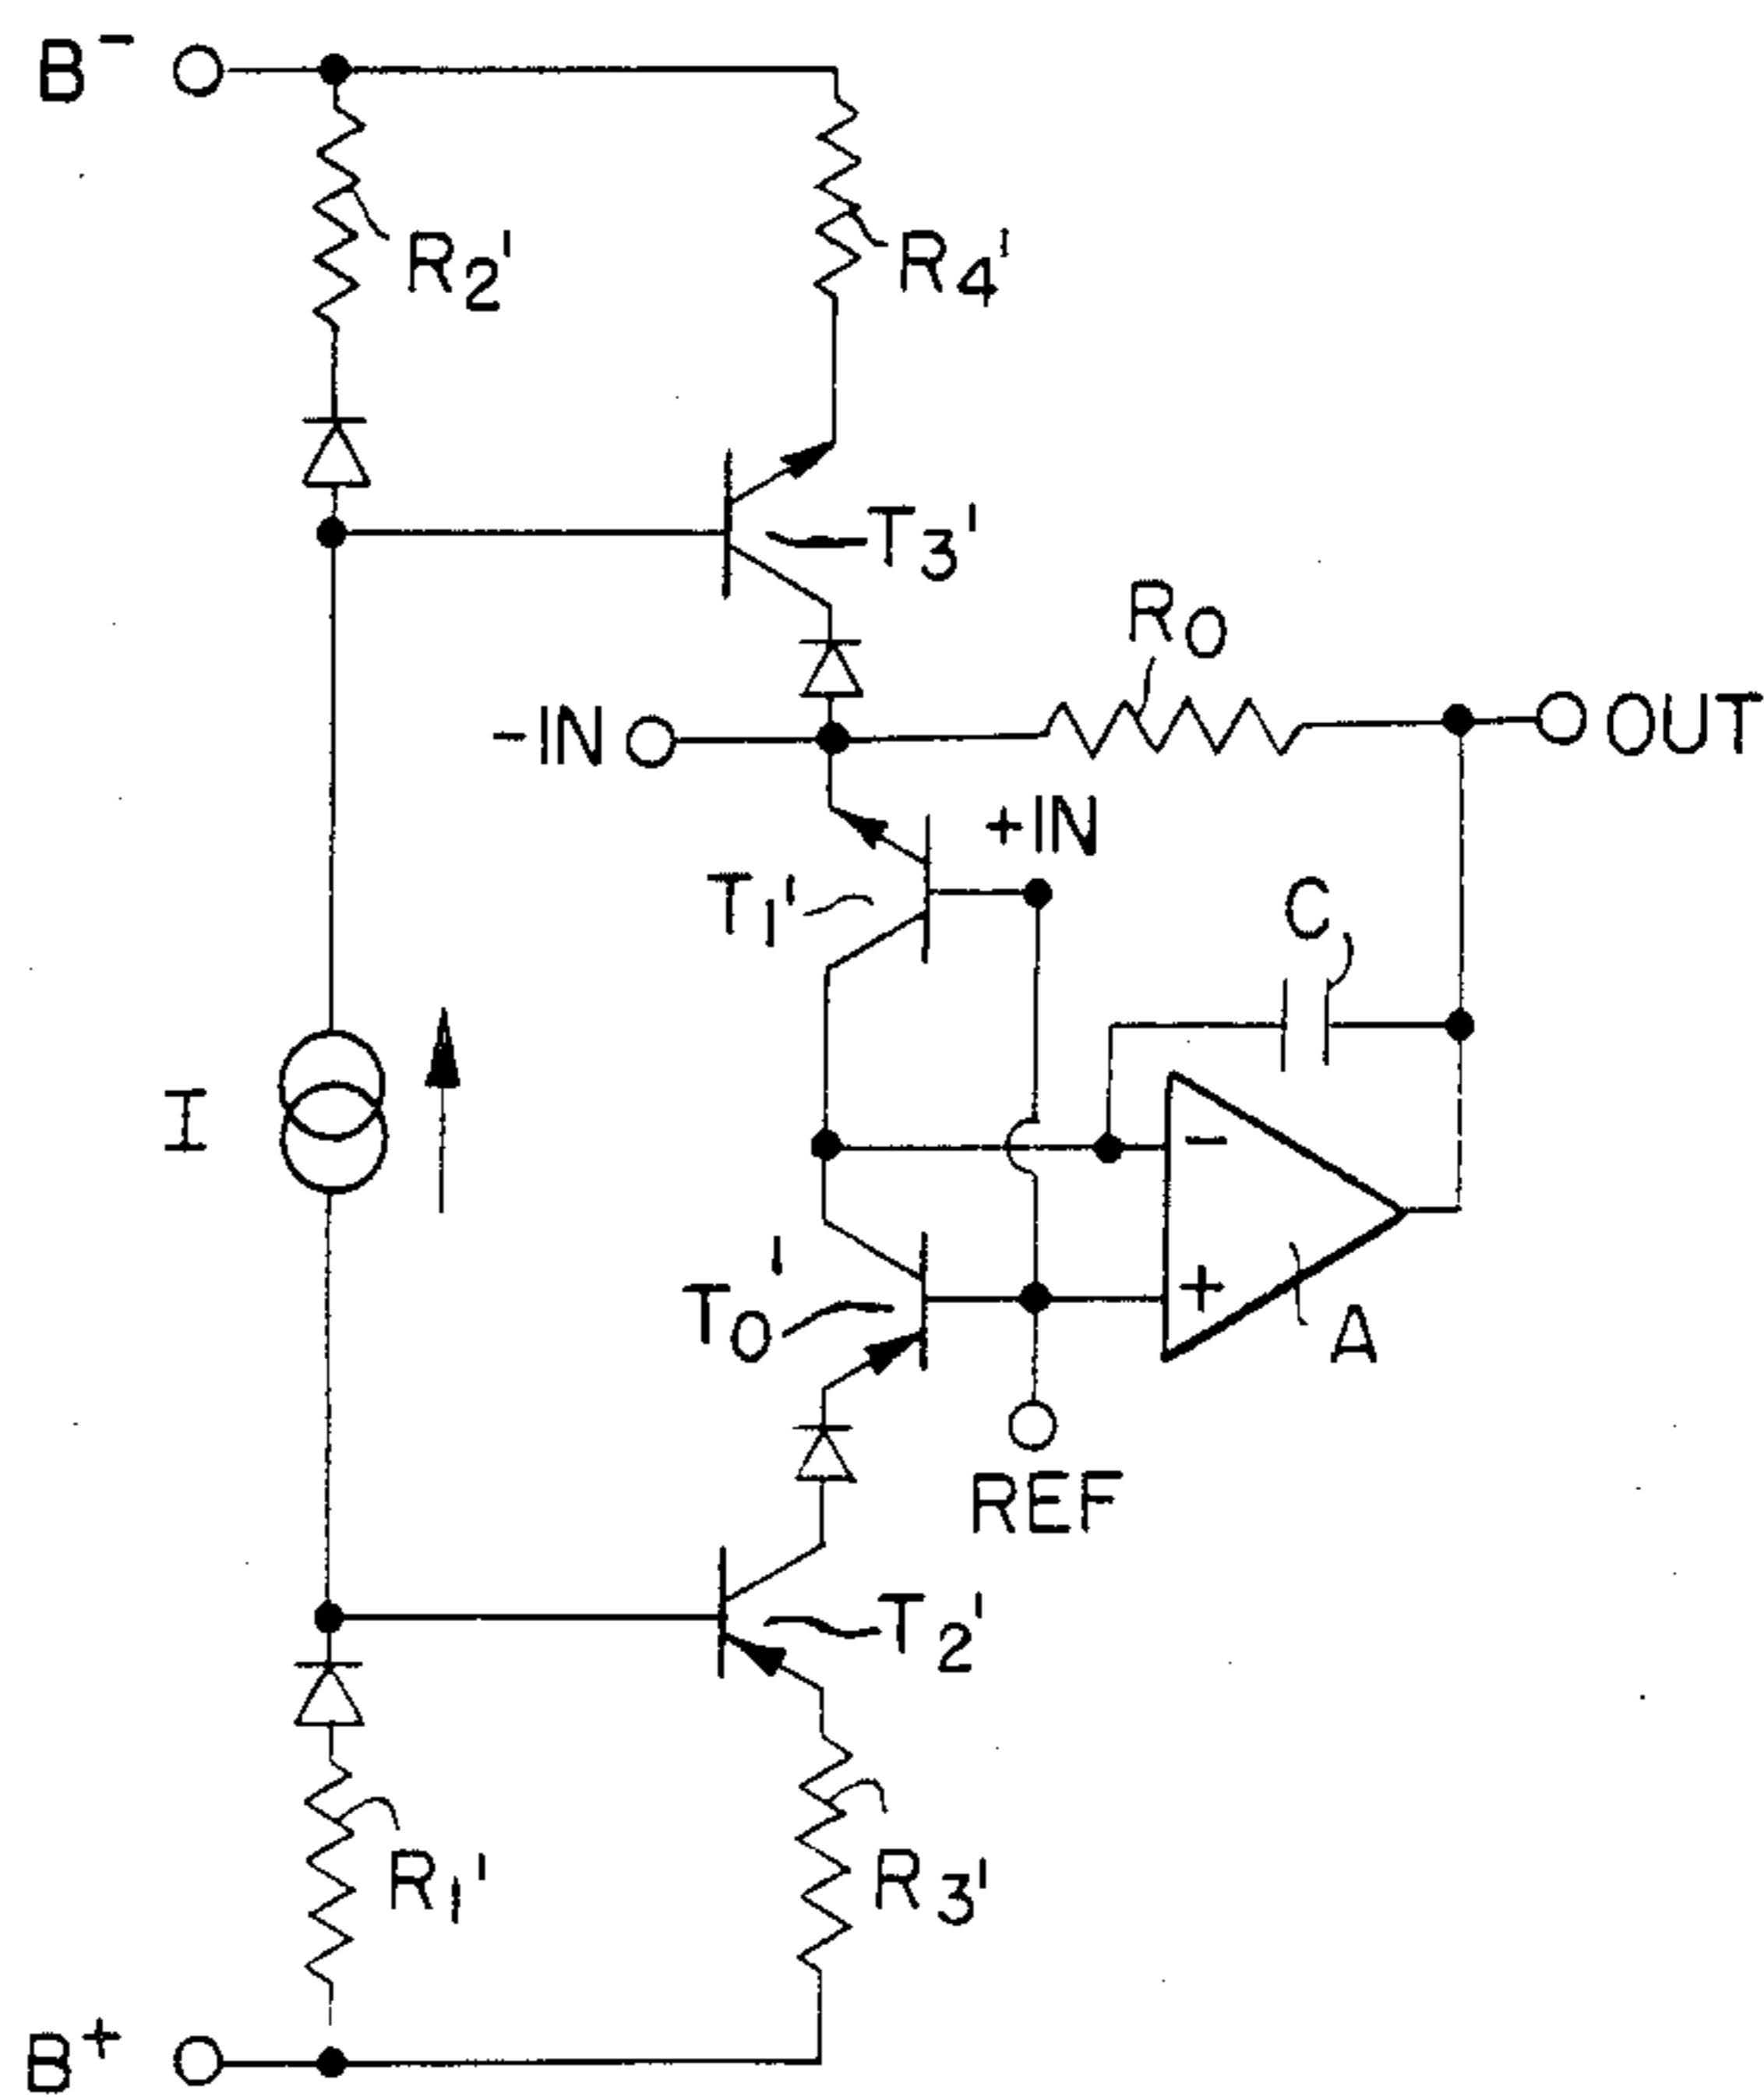 B-
R2'
R4'
T3'
R0
-IN
OUT
+IN
T1'
C
I
-
T0'
+
A
REF
T2'
R1'
R3'
B+